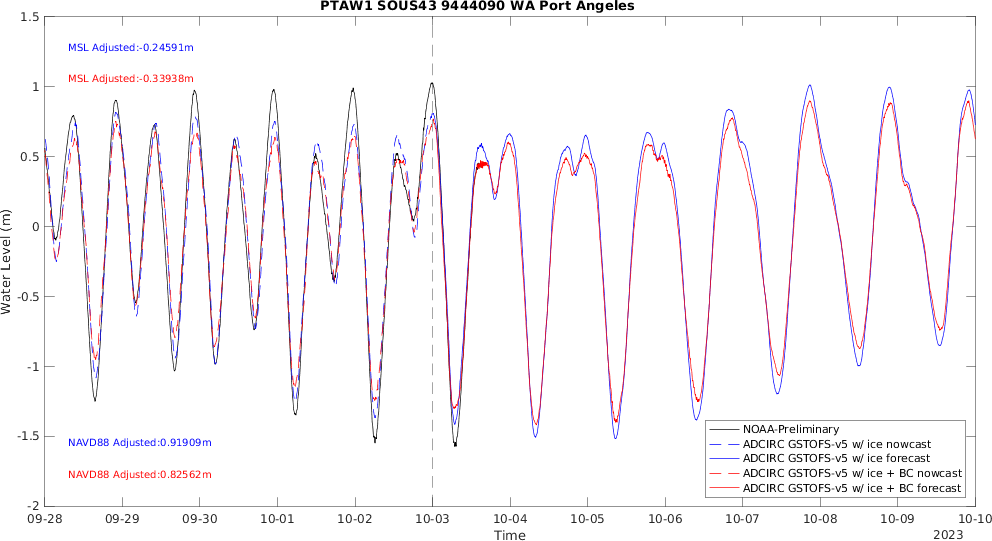 PTAW1 SOUS43 9444090 WA Port Angeles
1.5
MSL Adjusted:-0.24591m
MSL Adjusted:-0.33938m
1
0.5
0
-0.5
-1
-1.5
-2
Water Level (m)
NAVD88 Adjusted:0.91909m
NAVD88 Adjusted:0.82562m
NOAA-Preliminary
ADCIRC GSTOFS-v5 w/ ice nowcast
ADCIRC GSTOFS-v5 w/ ice forecast
ADCIRC GSTOFS-v5 w/ ice + BC nowcast
ADCIRC GSTOFS-v5 w/ ice + BC forecast
09-28 09-29 09-30 10-01 10-02 10-03 10-04 10-05 10-06 10-07 10-08 10-09 10-10
Time
2023